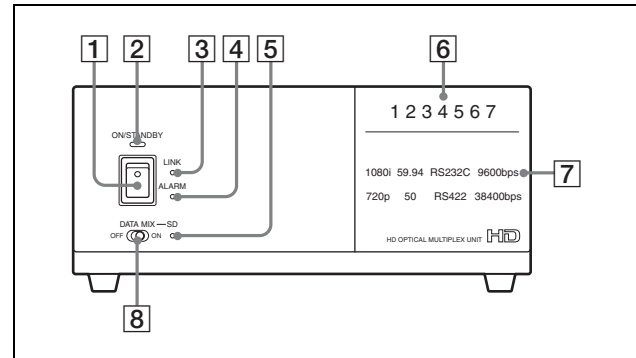 1 2 3 4 5 6
1 2 3 4 5 6 7
ON/STANDBY
LINK
1080i 59.94 RS232C 9600bps 7
ALARM
720p 50 RS422 38400bps
DATA MIX — SD
OFF ON
HD OPTICAL MULTIPLEX UNIT HD
8